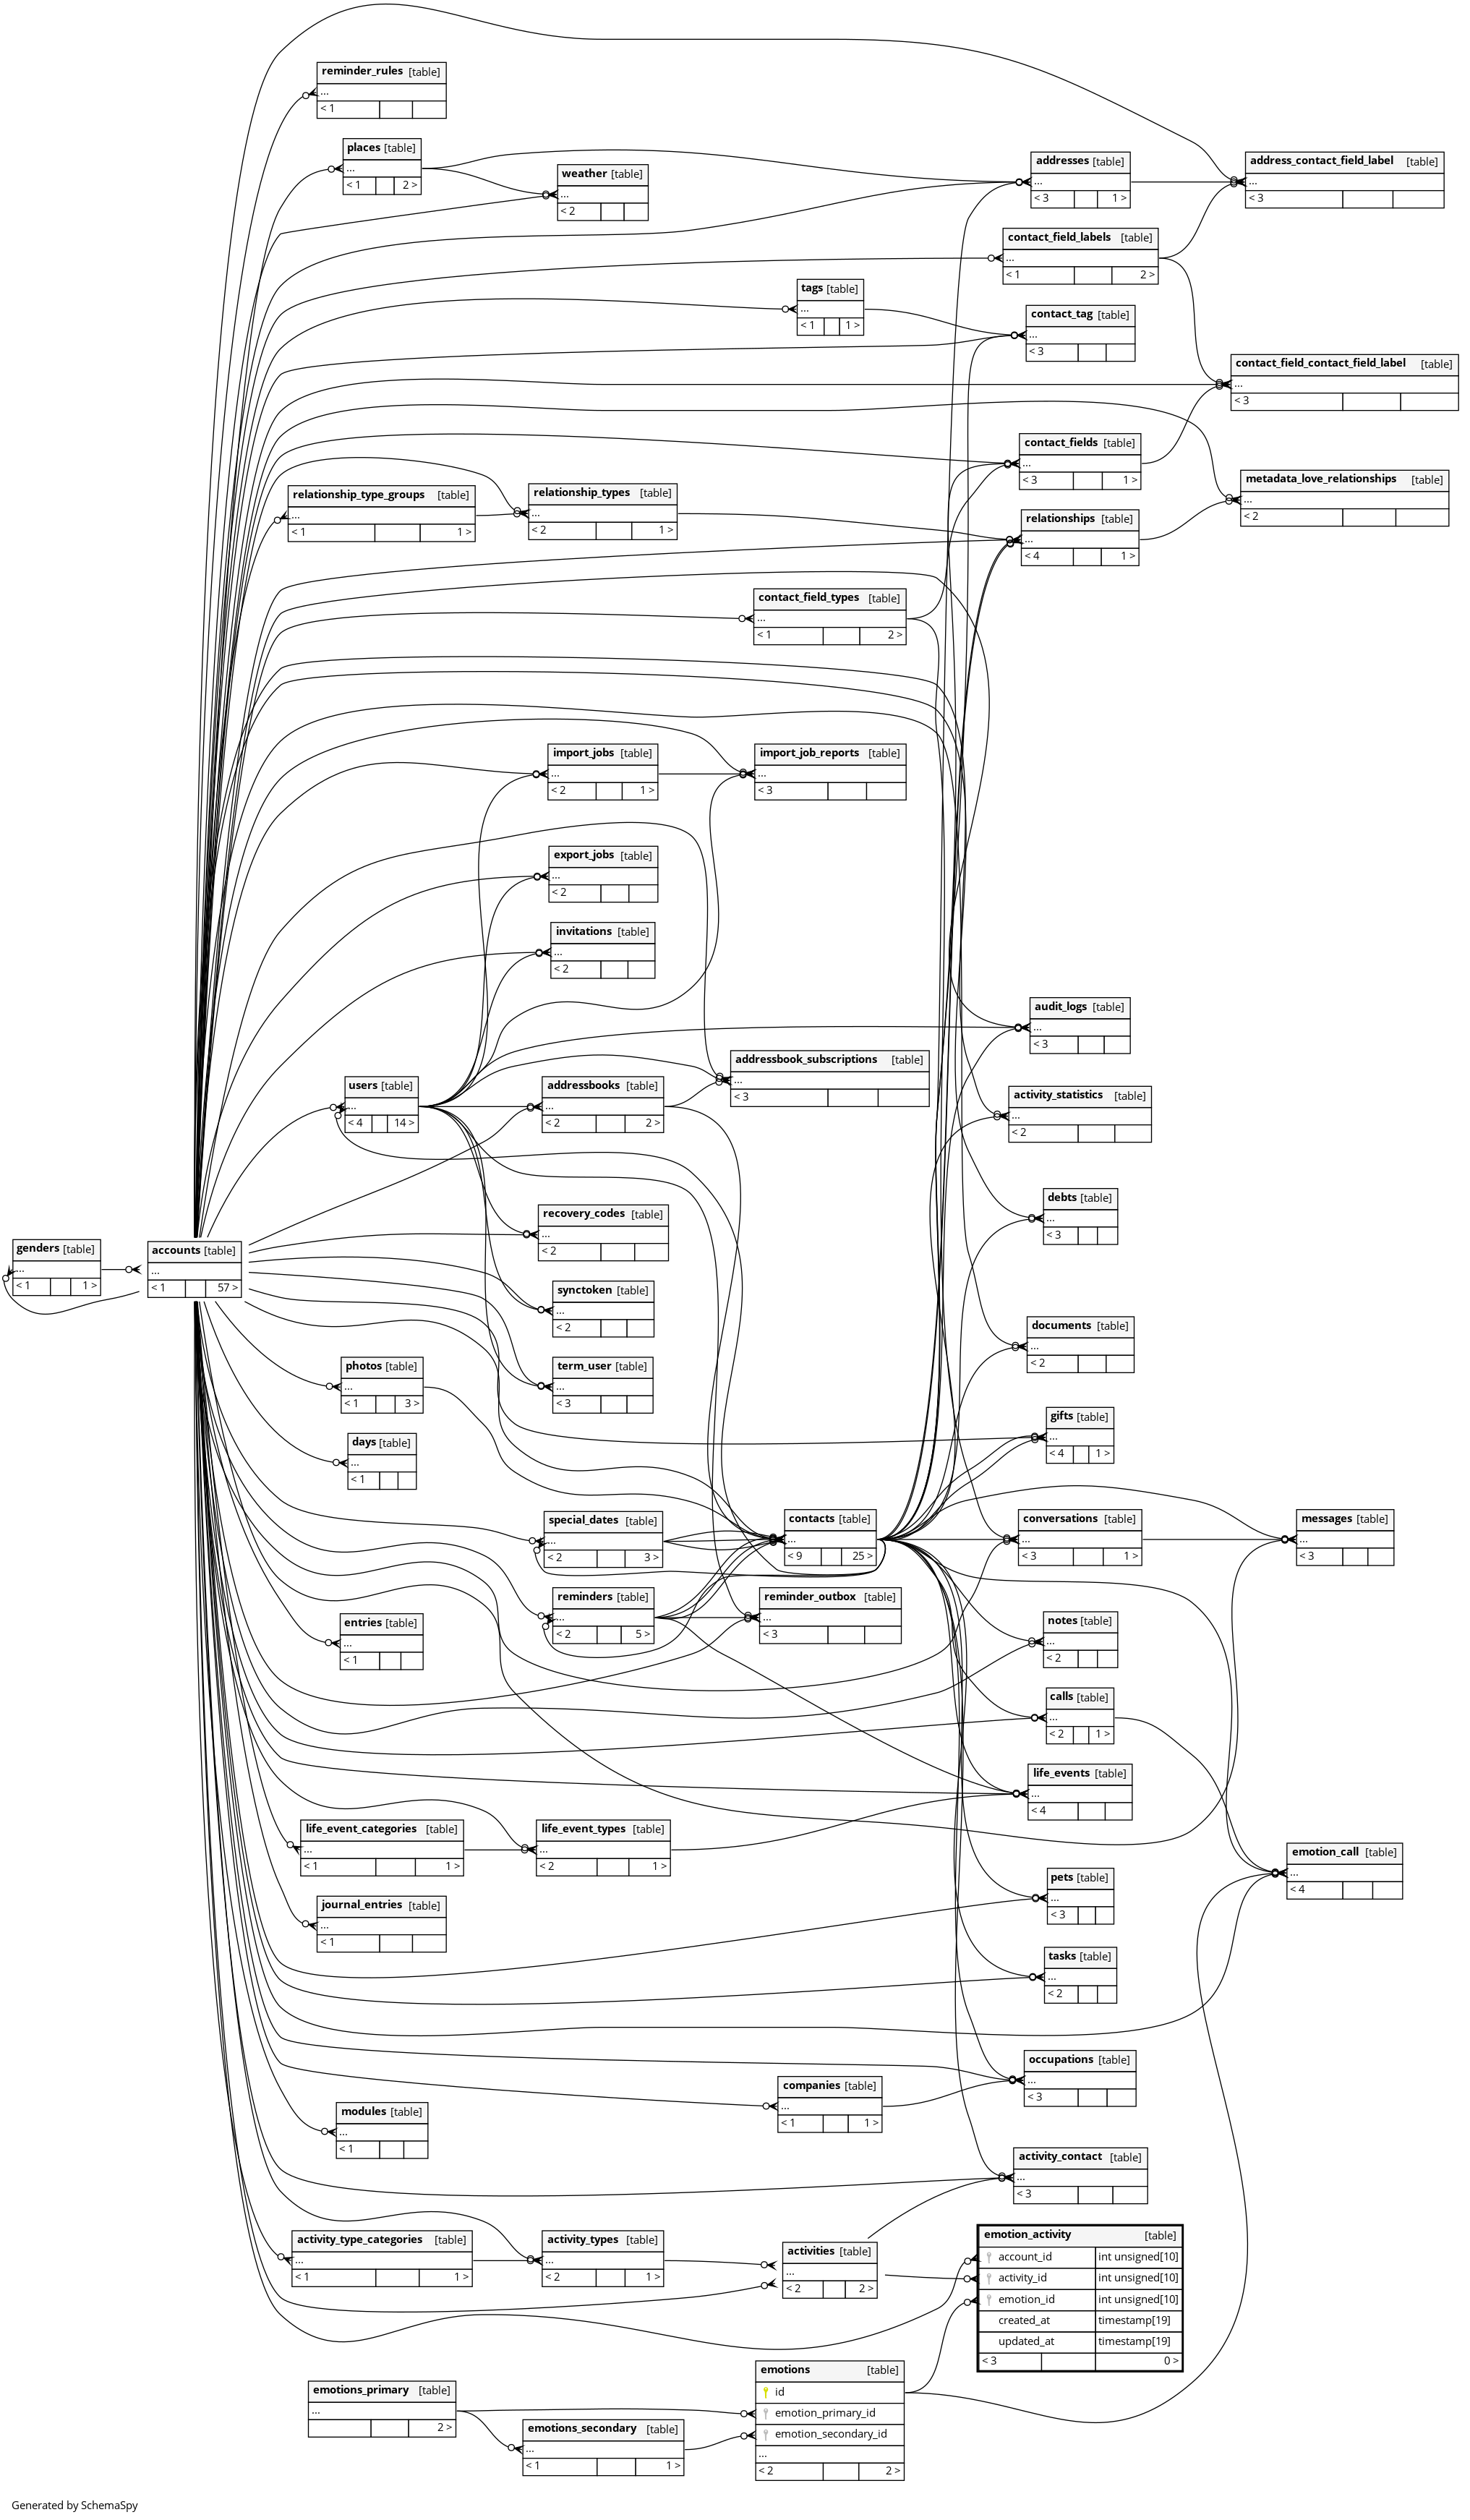 reminder_rules [table]
...
< 1
places [table]
...
< 1 2 >
weather [table]
...
< 2
addresses [table]
...
< 3 1 >
address_contact_field_label [table]
...
< 3
contact_field_labels [table]
...
< 1 2 >
tags [table]
...
< 1 1 >
contact_tag [table]
...
< 3
contact_field_contact_field_label [table]
...
< 3
contact_fields [table]
...
< 3 1 >
metadata_love_relationships [table]
...
< 2
relationship_type_groups [table]
...
< 1 1 >
relationship_types [table]
...
< 2 1 >
relationships [table]
...
< 4 1 >
contact_field_types [table]
...
< 1 2 >
import_jobs [table]
...
< 2 1 >
import_job_reports [table]
...
< 3
export_jobs [table]
...
< 2
invitations [table]
...
< 2
audit_logs [table]
...
< 3
addressbook_subscriptions [table]
...
< 3
users [table]
...
< 4 14 >
addressbooks [table]
...
< 2 2 >
activity_statistics [table]
...
< 2
debts [table]
...
< 3
recovery_codes [table]
...
< 2
genders [table]
...
< 1 1 >
accounts [table]
...
< 1 57 >
synctoken [table]
...
< 2
documents [table]
...
< 2
photos [table]
...
< 1 3 >
term_user [table]
...
< 3
gifts [table]
...
< 4 1 >
days [table]
...
< 1
special_dates [table]
...
< 2 3 >
contacts [table]
...
< 9 25 >
conversations [table]
...
< 3 1 >
messages [table]
...
< 3
reminders [table]
...
< 2 5 >
reminder_outbox [table]
...
< 3
entries [table]
...
< 1
notes [table]
...
< 2
calls [table]
...
< 2 1 >
life_events [table]
...
< 4
life_event_categories [table]
...
< 1 1 >
life_event_types [table]
...
< 2 1 >
emotion_call [table]
...
< 4
pets [table]
...
< 3
journal_entries [table]
...
< 1
tasks [table]
...
< 2
occupations [table]
...
< 3
companies [table]
...
< 1 1 >
modules [table]
...
< 1
activity_contact [table]
...
< 3
activity_type_categories [table]
...
< 1 1 >
activity_types [table]
...
< 2 1 >
activities [table]
...
< 2 2 >
emotion_activity [table]
account_id int unsigned[10]
activity_id int unsigned[10]
emotion_id int unsigned[10]
created_at timestamp[19]
updated_at timestamp[19]
< 3 0 >
emotions [table]
id
emotion_primary_id
emotion_secondary_id
...
< 2 2 >
emotions_primary [table]
...
2 >
emotions_secondary [table]
...
< 1 1 >
Generated by SchemaSpy